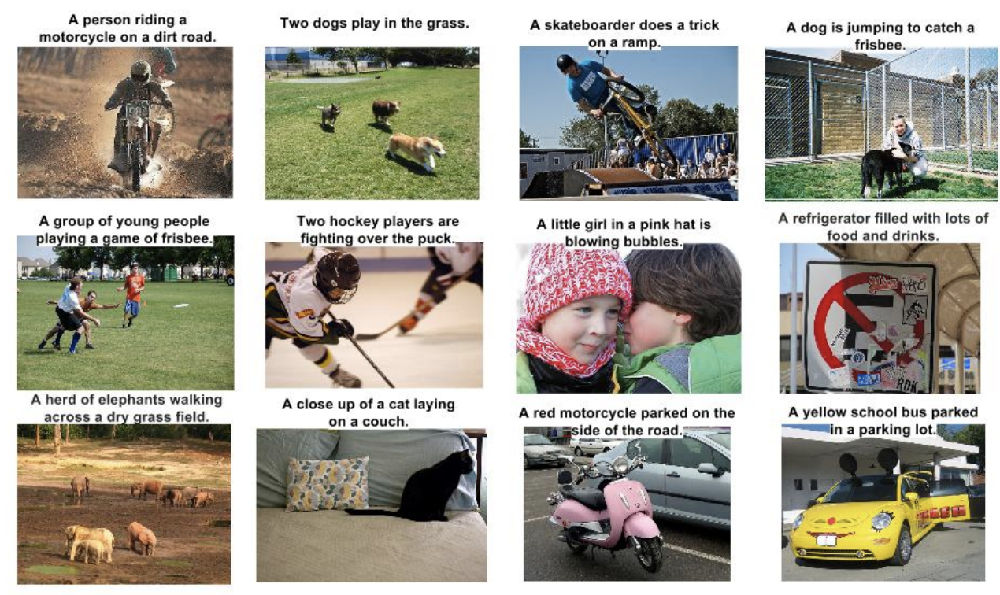 A person riding a
motorcycle on a dirt road.
Two dogs play in the grass.
A skateboarder does a trick
on a ramp.
A dog is jumping to catch a
frisbee.
A group of young people
playing a game of frisbee.
Two hockey players are
fighting over the puck.
A little girl in a pink hat is
blowing bubbles.
A refrigerator filled with lots of
food and drinks.
RDK
A herd of elephants walking
across a dry grass field.
A close up of a cat laying
on a couch.
A red motorcycle parked on the
side of the road.
A yellow school bus parked
in a parking lot.